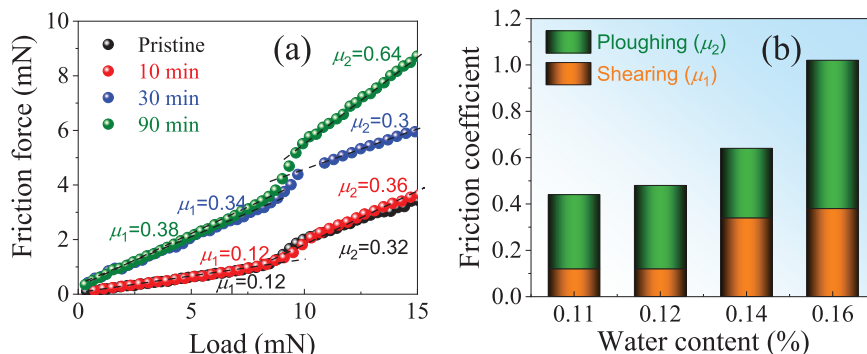 (a)
Pristine
10 min
30 min
90 min
μ2=0.64
μ2=0.3
μ2=0.36
μ2=0.32
μ1=0.34
μ1=0.38
μ1=0.12
μ1=0.12
Friction force (mN)
10
8
6
4
2
0
0
5
10
15
Load (mN)
(b)
Ploughing (μ2)
Shearing (μ1)
Friction coefficient
1.2
1.0
0.8
0.6
0.4
0.2
0.0
0.11
0.12
0.14
0.16
Water content (%)